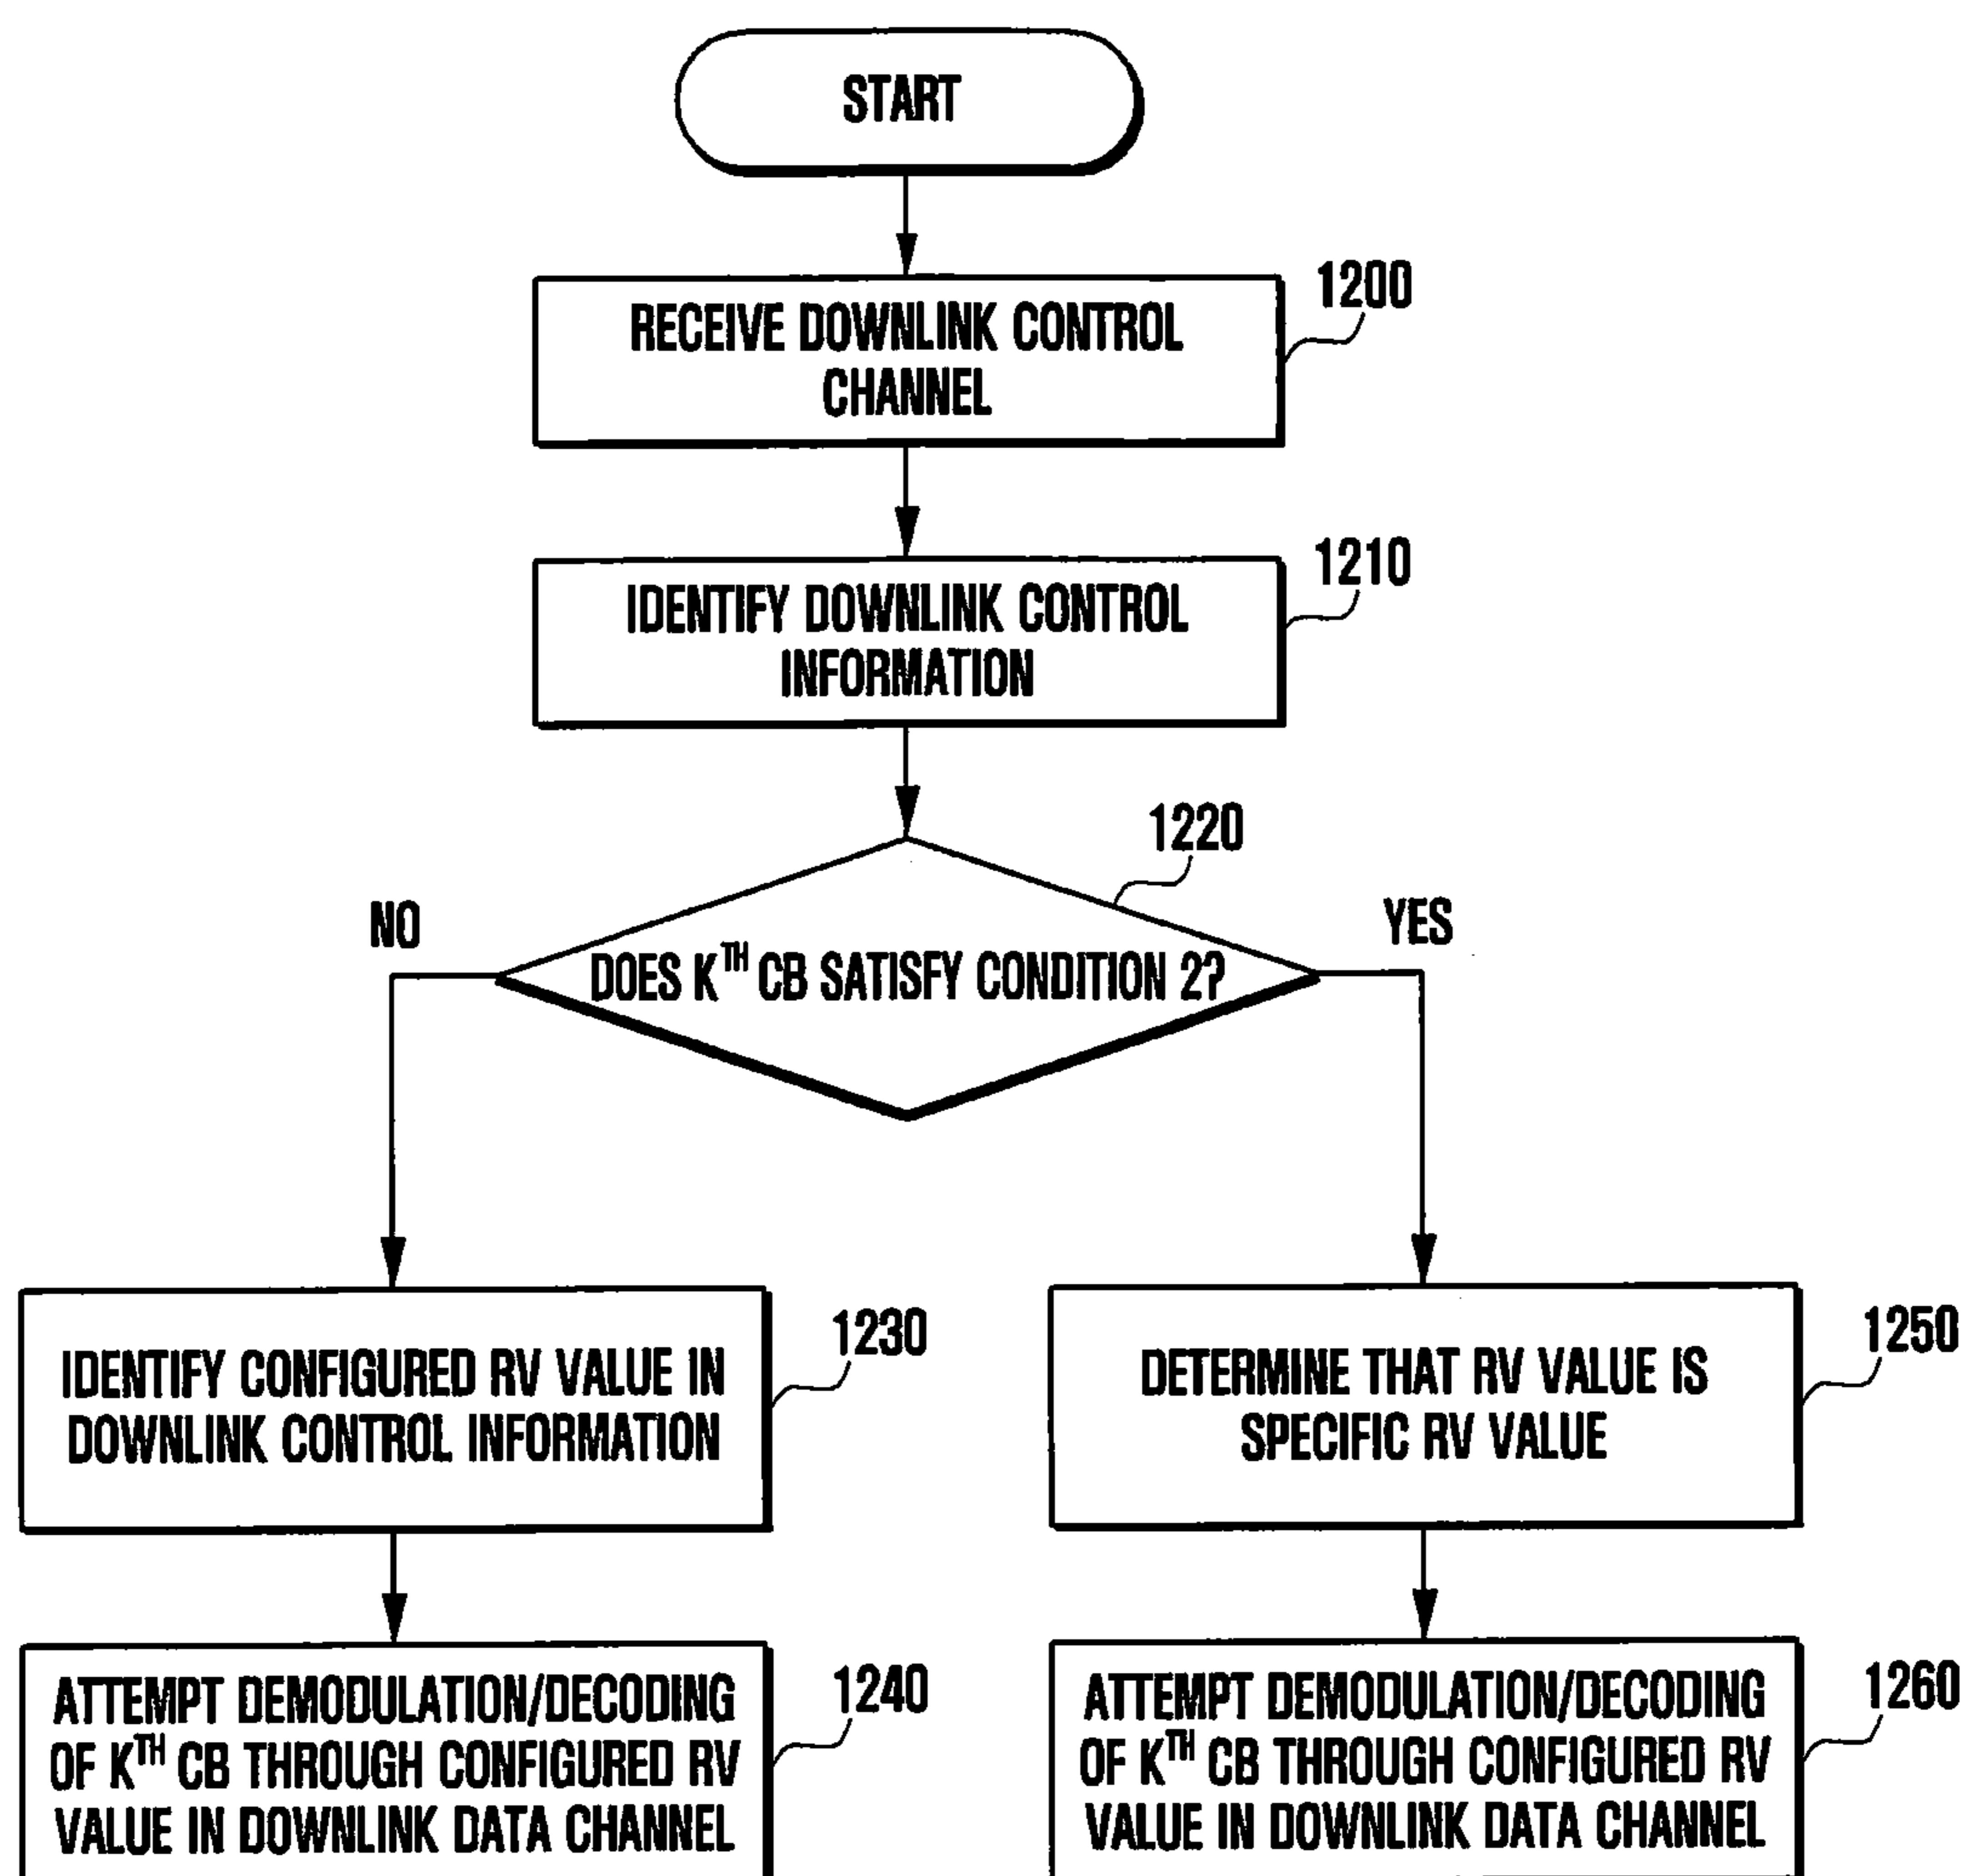 START
1200
RECEIVE DOWNLINK CONTROL
CHANNEL
1210
IDENTIFY DOWNLINK CONTROL
INFORMATION
1220
NO
YES
DOES KTH CB SATISFY CONDITION 2?
1230
IDENTIFY CONFIGURED RV VALUE IN
DOWNLINK CONTROL INFORMATION
1250
DETERMINE THAT RV VALUE IS
SPECIFIC RV VALUE
1240
ATTEMPT DEMODULATION/DECODING
OF KTH CB THROUGH CONFIGURED RV
VALUE IN DOWNLINK DATA CHANNEL
1260
ATTEMPT DEMODULATION/DECODING
OF KTH CB THROUGH CONFIGURED RV
VALUE IN DOWNLINK DATA CHANNEL